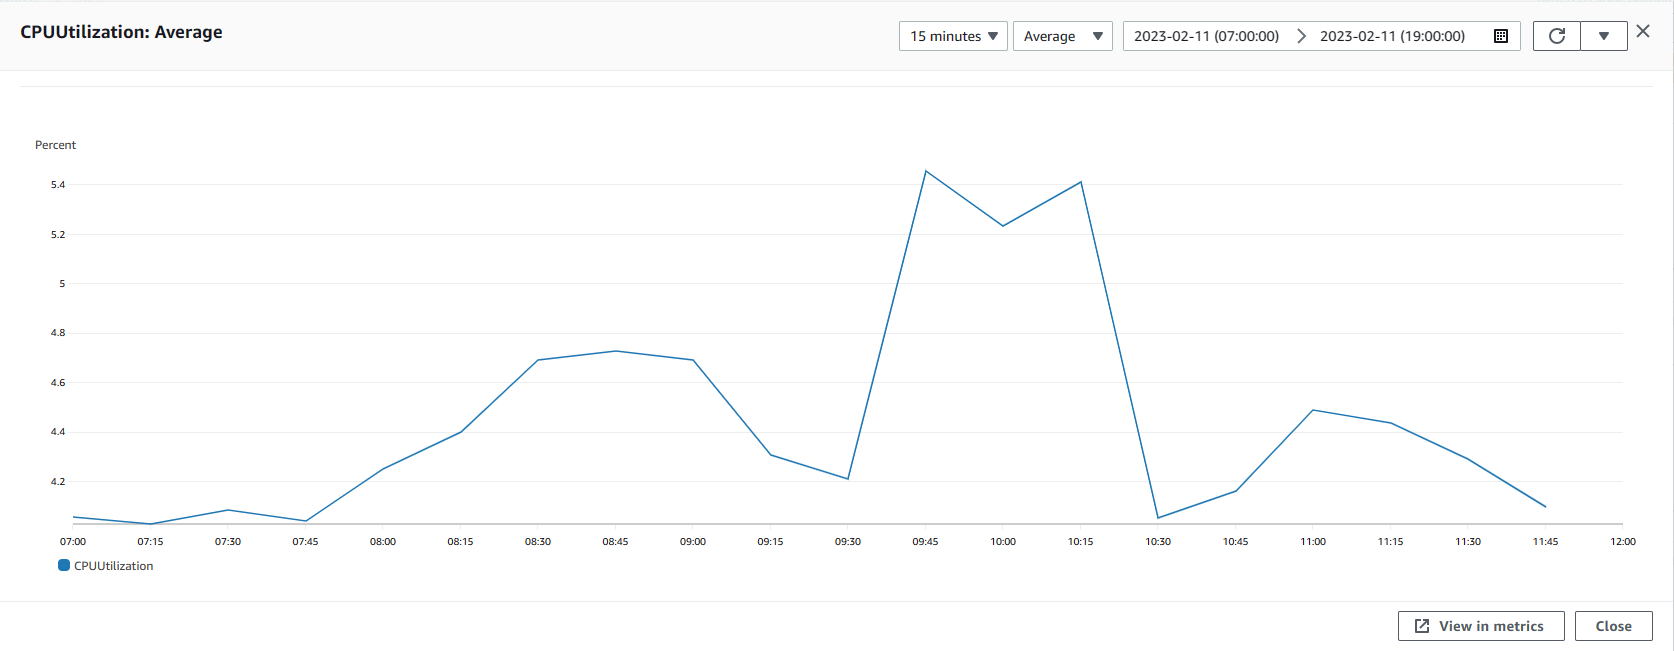 CPUUtilization: Average
15 minutes
Average
2023-02-11 (07:00:00)
2023-02-11 (19:00:00)
Percent
5.4
5.2
5
4.8
4.6
4.4
4.2
07:00 07:15 07:30 07:45 08:00 08:15 08:30 08:45 09:00 09:15 09:30 09:45 10:00 10:15 10:30 10:45 11:00 11:15 11:30 11:45 12:00
CPUUtilization
View in metrics
Close